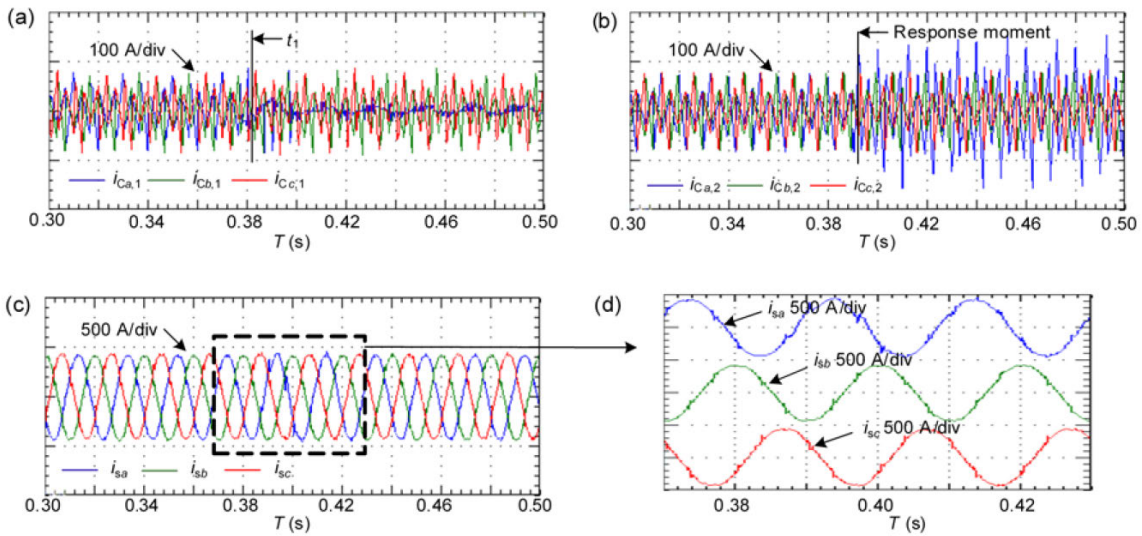 (a)
t1
100 A/div
iCa,1 iCb,1 iCc,1
0.30 0.34 0.38 0.42 0.46 0.50
T (s)
(b)
Response moment
100 A/div
iCa,2 iCb,2 iCc,2
0.30 0.34 0.38 0.42 0.46 0.50
T (s)
(c)
500 A/div
isa isb isc
0.30 0.34 0.38 0.42 0.46 0.50
T (s)
(d)
isa 500 A/div
isb 500 A/div
isc 500 A/div
0.38 0.40 0.42
T (s)